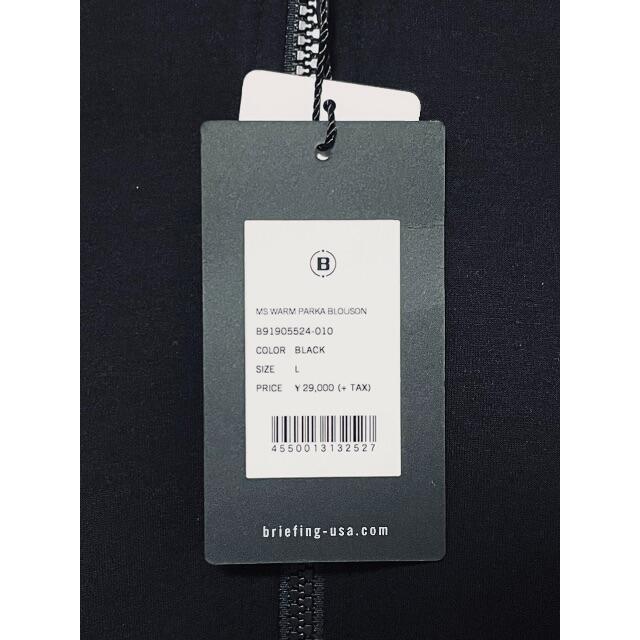 B
MS WARM PARKA BLOUSON
B91905524-010
COLOR BLACK
SIZE L
PRICE ¥ 29,000 (+ TAX)
4550013132527
briefing-usa.com